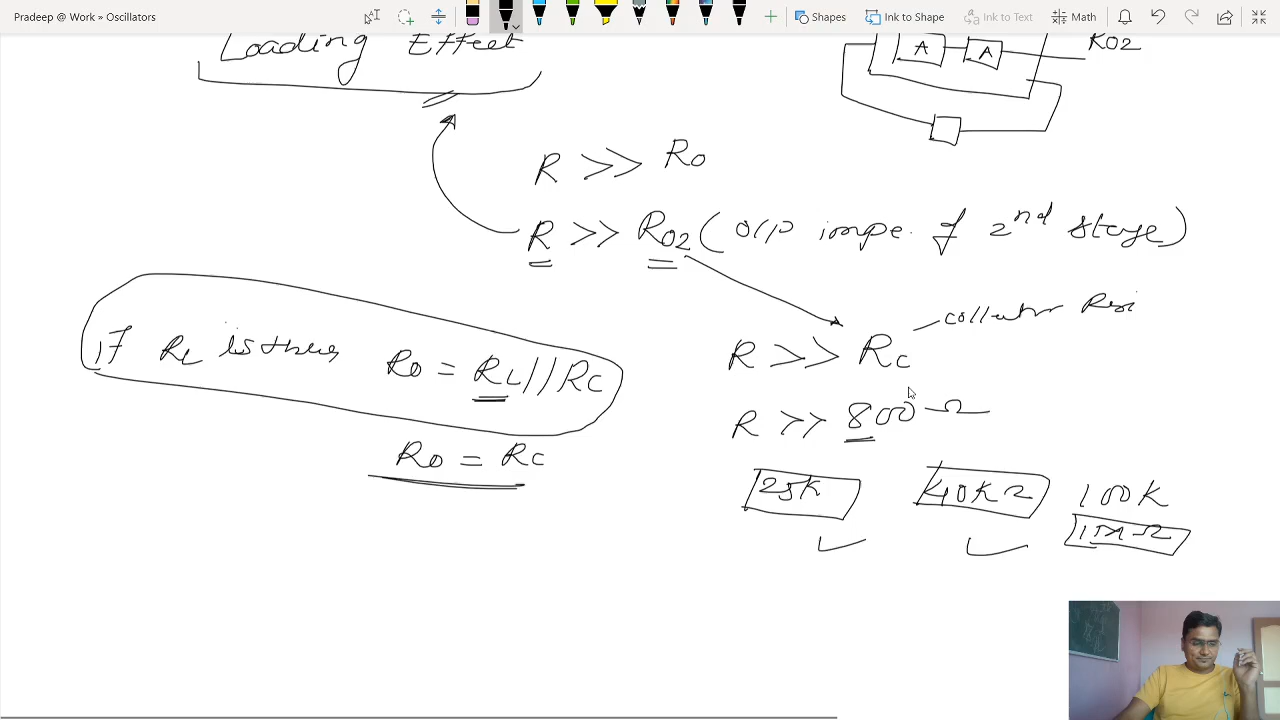 Pradeep @ Work > Oscillators
Shapes
Ink to Shape
Ink to Text
Math
Loading Effect
A A RO2
R >> Ro
R >> RO2 (O/P impe. of 2nd Stage)
collector Resi
R >> RC
If RL is there RO = RL//RC
R >> 800 Ω
RO = RC
25K 40KΩ 100K
1MΩ